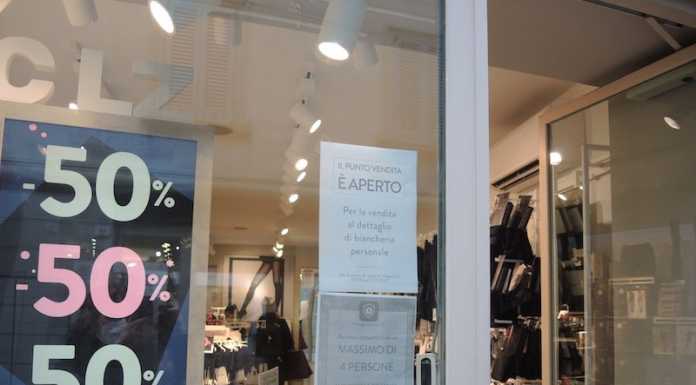 -50%
-50%
50%
IL PUNTO VENDITA
È APERTO
Per la vendita
al dettaglio
di biancheria
personale
MASSIMO DI
4 PERSONE